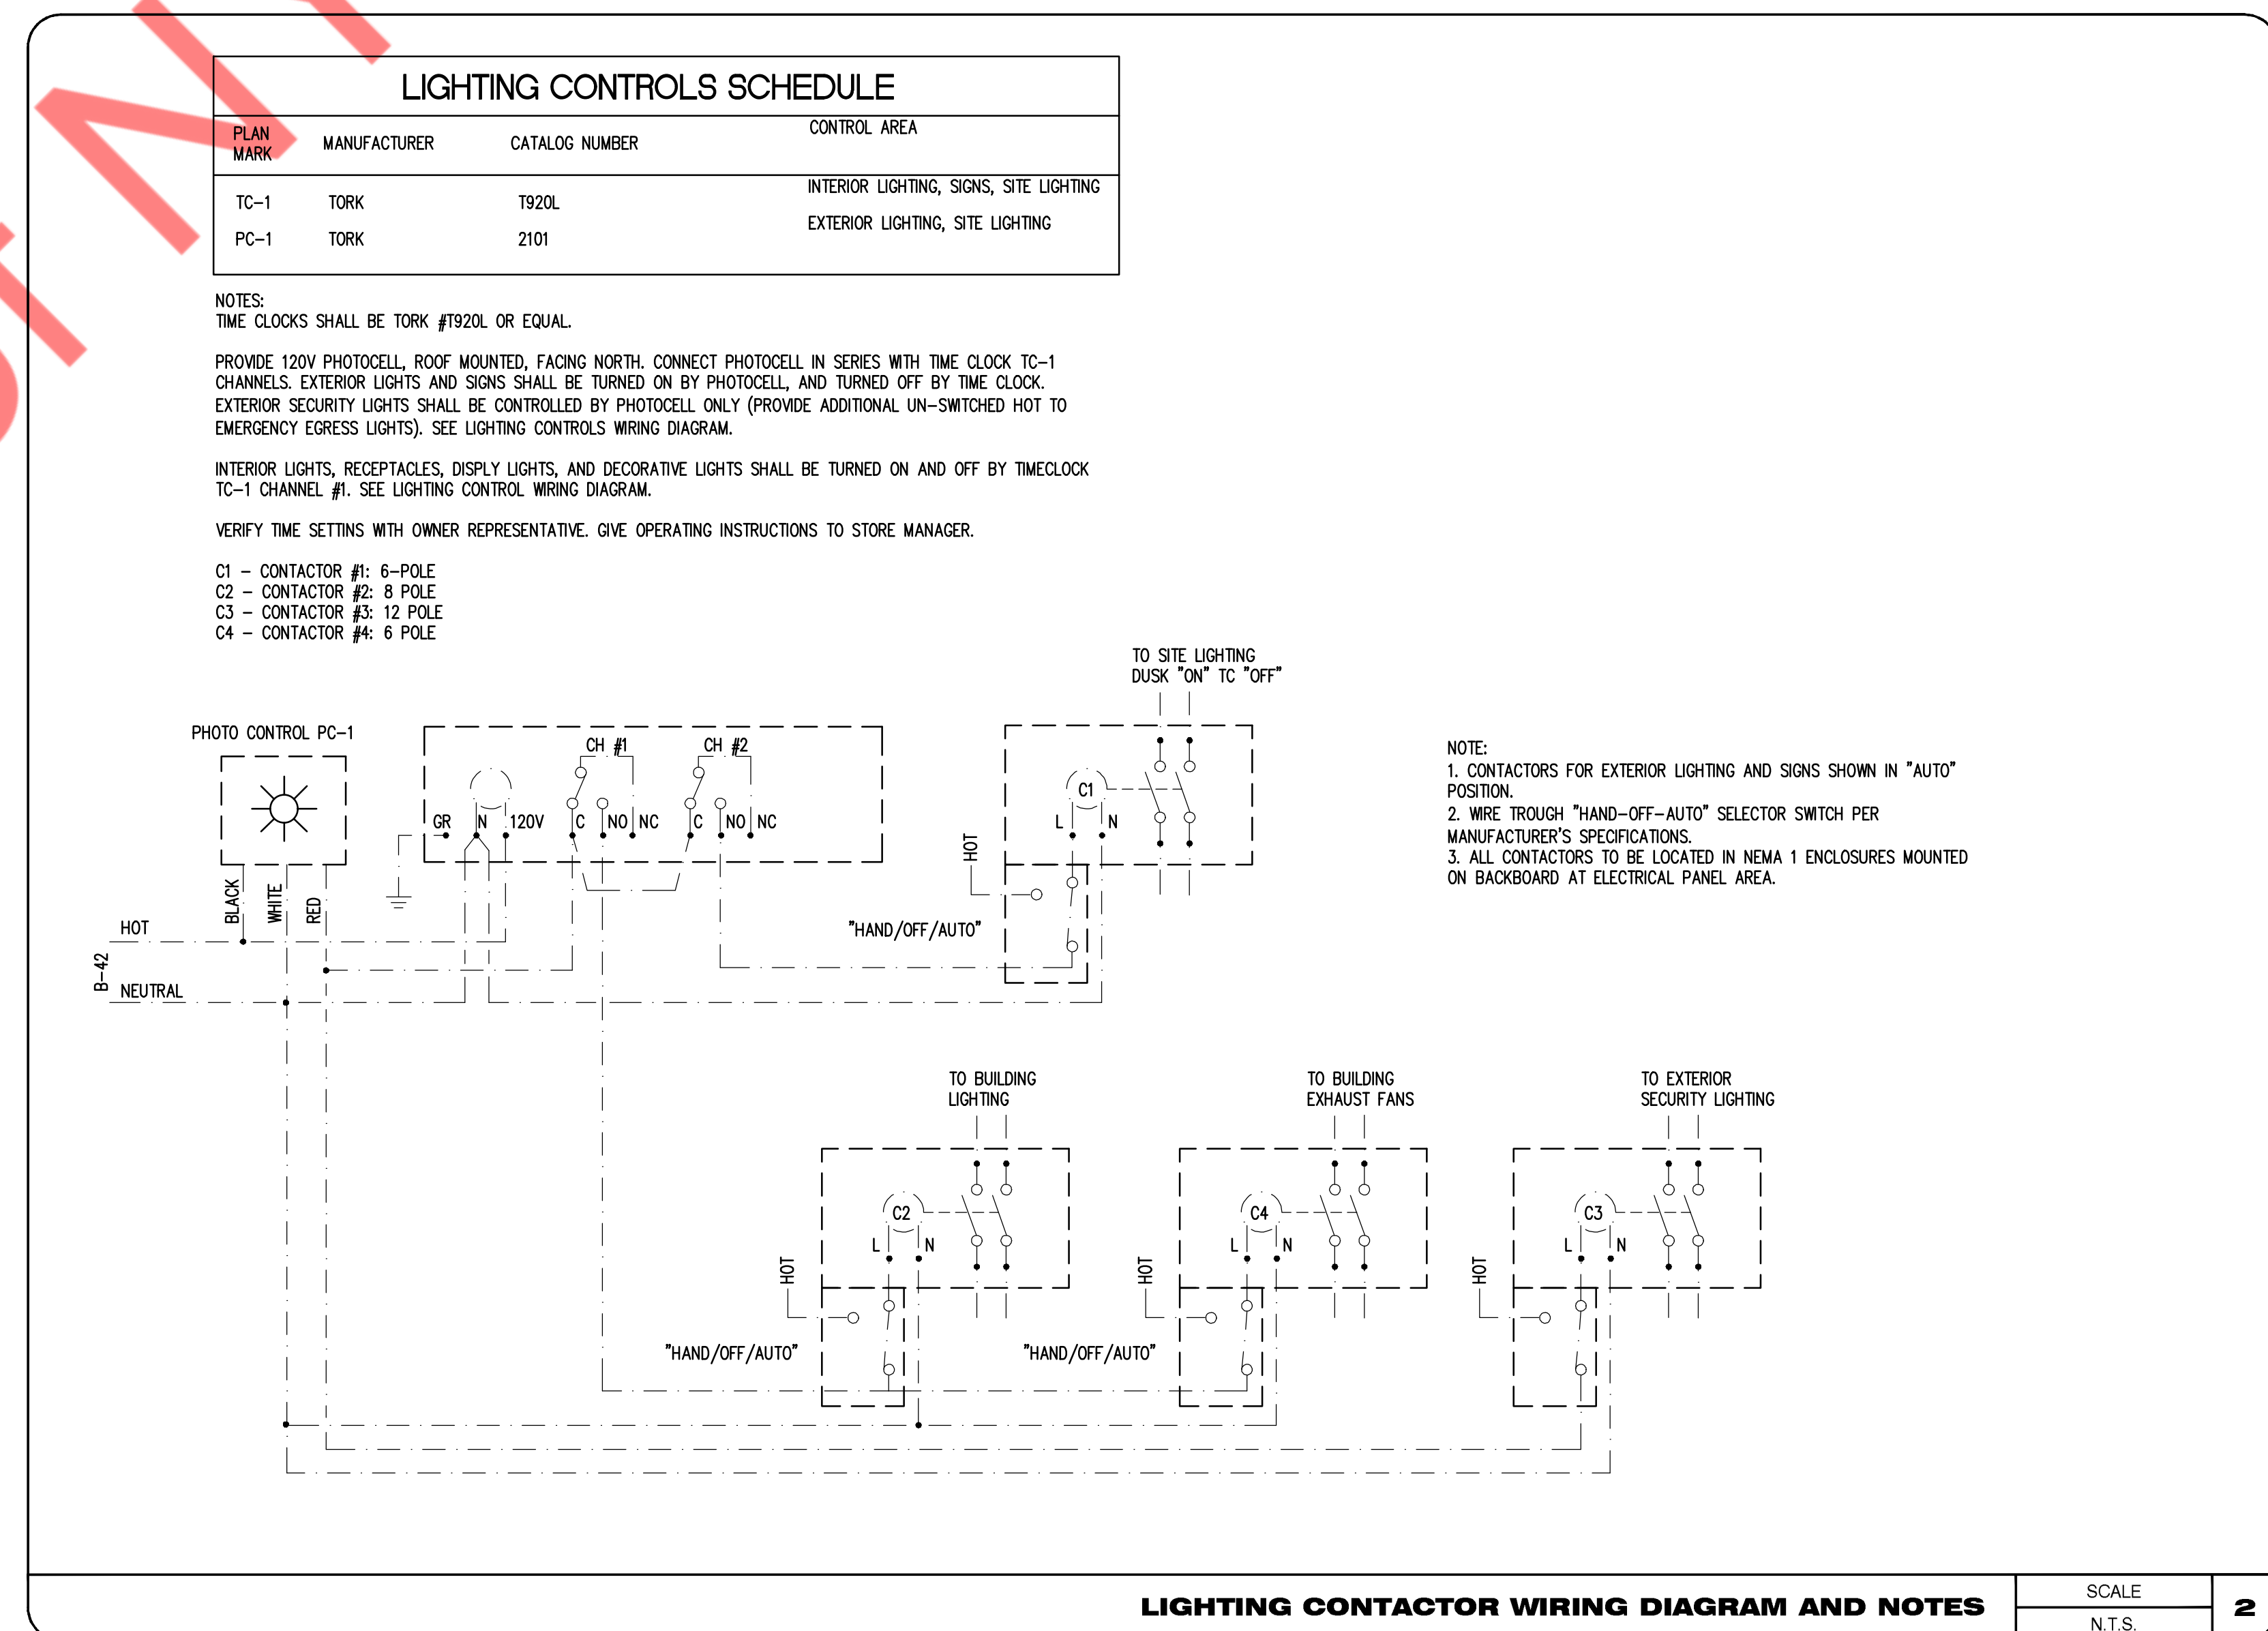 LIGHTING CONTROLS SCHEDULE
PLAN MARK
MANUFACTURER
CATALOG NUMBER
CONTROL AREA
TC-1 TORK T920L INTERIOR LIGHTING, SIGNS, SITE LIGHTING
PC-1 TORK 2101 EXTERIOR LIGHTING, SITE LIGHTING
NOTES:
TIME CLOCKS SHALL BE TORK #T920L OR EQUAL.
PROVIDE 120V PHOTOCELL, ROOF MOUNTED, FACING NORTH. CONNECT PHOTOCELL IN SERIES WITH TIME CLOCK TC-1
CHANNELS. EXTERIOR LIGHTS AND SIGNS SHALL BE TURNED ON BY PHOTOCELL, AND TURNED OFF BY TIME CLOCK.
EXTERIOR SECURITY LIGHTS SHALL BE CONTROLLED BY PHOTOCELL ONLY (PROVIDE ADDITIONAL UN-SWITCHED HOT TO
EMERGENCY EGRESS LIGHTS). SEE LIGHTING CONTROLS WIRING DIAGRAM.
INTERIOR LIGHTS, RECEPTACLES, DISPLY LIGHTS, AND DECORATIVE LIGHTS SHALL BE TURNED ON AND OFF BY TIMECLOCK
TC-1 CHANNEL #1. SEE LIGHTING CONTROL WIRING DIAGRAM.
VERIFY TIME SETTINS WITH OWNER REPRESENTATIVE. GIVE OPERATING INSTRUCTIONS TO STORE MANAGER.
C1 - CONTACTOR #1: 6-POLE
C2 - CONTACTOR #2: 8 POLE
C3 - CONTACTOR #3: 12 POLE
C4 - CONTACTOR #4: 6 POLE
TO SITE LIGHTING
DUSK "ON" TC "OFF"
PHOTO CONTROL PC-1
CH #1
CH #2
GR N 120V C NO NC C NO NC
C1
L N
HOT
"HAND/OFF/AUTO"
BLACK
WHITE
RED
HOT
B-42
NEUTRAL
NOTE:
1. CONTACTORS FOR EXTERIOR LIGHTING AND SIGNS SHOWN IN "AUTO"
POSITION.
2. WIRE TROUGH "HAND-OFF-AUTO" SELECTOR SWITCH PER
MANUFACTURER'S SPECIFICATIONS.
3. ALL CONTACTORS TO BE LOCATED IN NEMA 1 ENCLOSURES MOUNTED
ON BACKBOARD AT ELECTRICAL PANEL AREA.
TO BUILDING
LIGHTING
C2
L N
HOT
"HAND/OFF/AUTO"
TO BUILDING
EXHAUST FANS
C4
L N
HOT
"HAND/OFF/AUTO"
TO EXTERIOR
SECURITY LIGHTING
C3
L N
HOT
LIGHTING CONTACTOR WIRING DIAGRAM AND NOTES
SCALE
N.T.S.
2